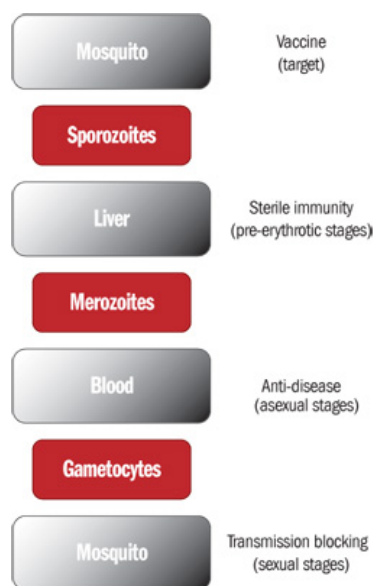 Mosquito
Vaccine
(target)
Sporozoites
Liver
Sterile immunity
(pre-erythrotic stages)
Merozoites
Blood
Anti-disease
(asexual stages)
Gametocytes
Mosquito
Transmission blocking
(sexual stages)